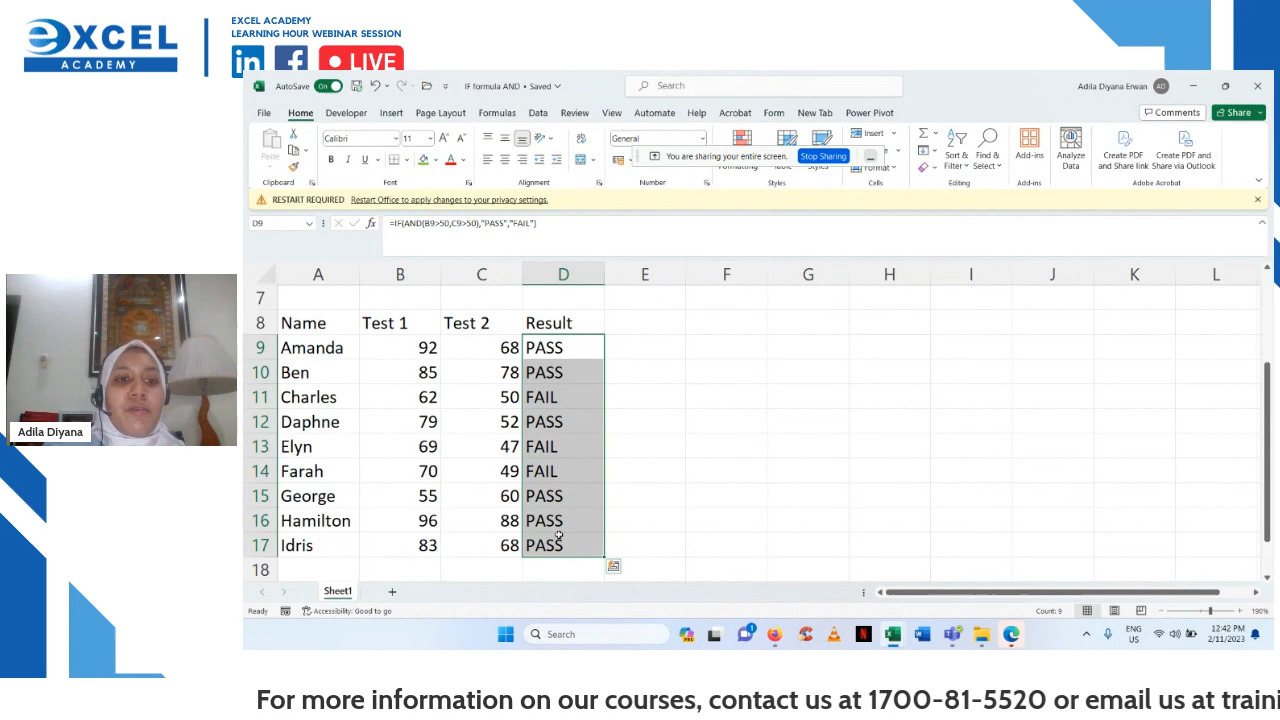 EXCEL
ACADEMY
EXCEL ACADEMY
LEARNING HOUR WEBINAR SESSION
in f LIVE
AutoSave On IF formula AND • Saved Search Adila Diyana Erwan AD
File Home Developer Insert Page Layout Formulas Data Review View Automate Help Acrobat Form New Tab Power Pivot Comments Share
Calibri 11 General Insert
You are sharing your entire screen. Stop Sharing
Paste B I U A Format Sort & Filter Find & Select Add-ins Analyze Data Create PDF and Share link Create PDF and Share via Outlook
Clipboard Font Alignment Number Styles Cells Editing Add-ins Adobe Acrobat
RESTART REQUIRED Restart Office to apply changes to your privacy settings.
D9 fx =IF(AND(B9>50,C9>50),"PASS","FAIL")
A B C D E F G H I J K L
7
8 Name Test 1 Test 2 Result
9 Amanda 92 68 PASS
10 Ben 85 78 PASS
11 Charles 62 50 FAIL
12 Daphne 79 52 PASS
13 Elyn 69 47 FAIL
14 Farah 70 49 FAIL
15 George 55 60 PASS
16 Hamilton 96 88 PASS
17 Idris 83 68 PASS
18
Adila Diyana
Sheet1
Ready Accessibility: Good to go Count: 9 190%
Search ENG US 12:42 PM 2/11/2023
For more information on our courses, contact us at 1700-81-5520 or email us at traini